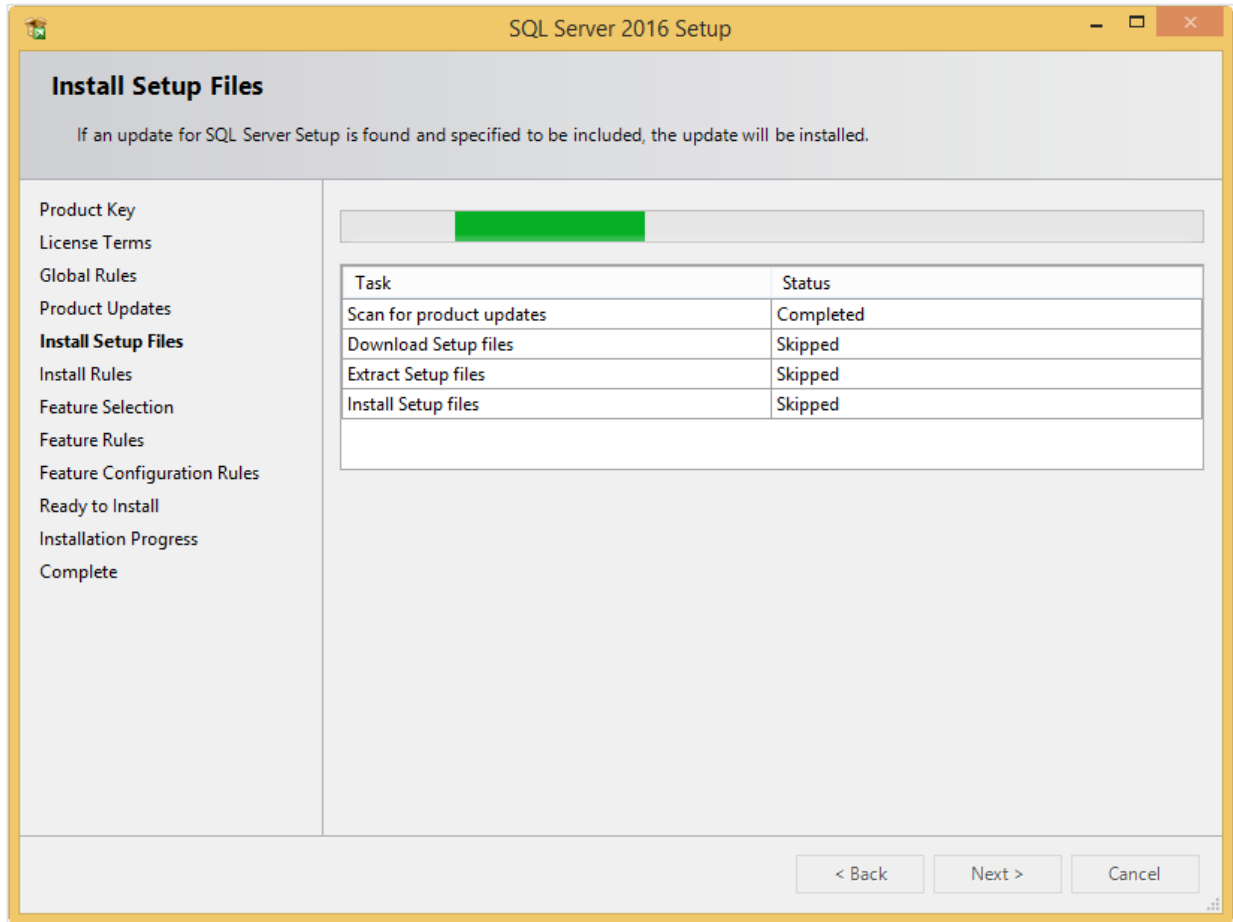 SQL Server 2016 Setup
Install Setup Files
If an update for SQL Server Setup is found and specified to be included, the update will be installed.
Product Key
License Terms
Global Rules
Product Updates
Install Setup Files
Install Rules
Feature Selection
Feature Rules
Feature Configuration Rules
Ready to Install
Installation Progress
Complete
Task Status
Scan for product updates Completed
Download Setup files Skipped
Extract Setup files Skipped
Install Setup files Skipped
< Back Next > Cancel